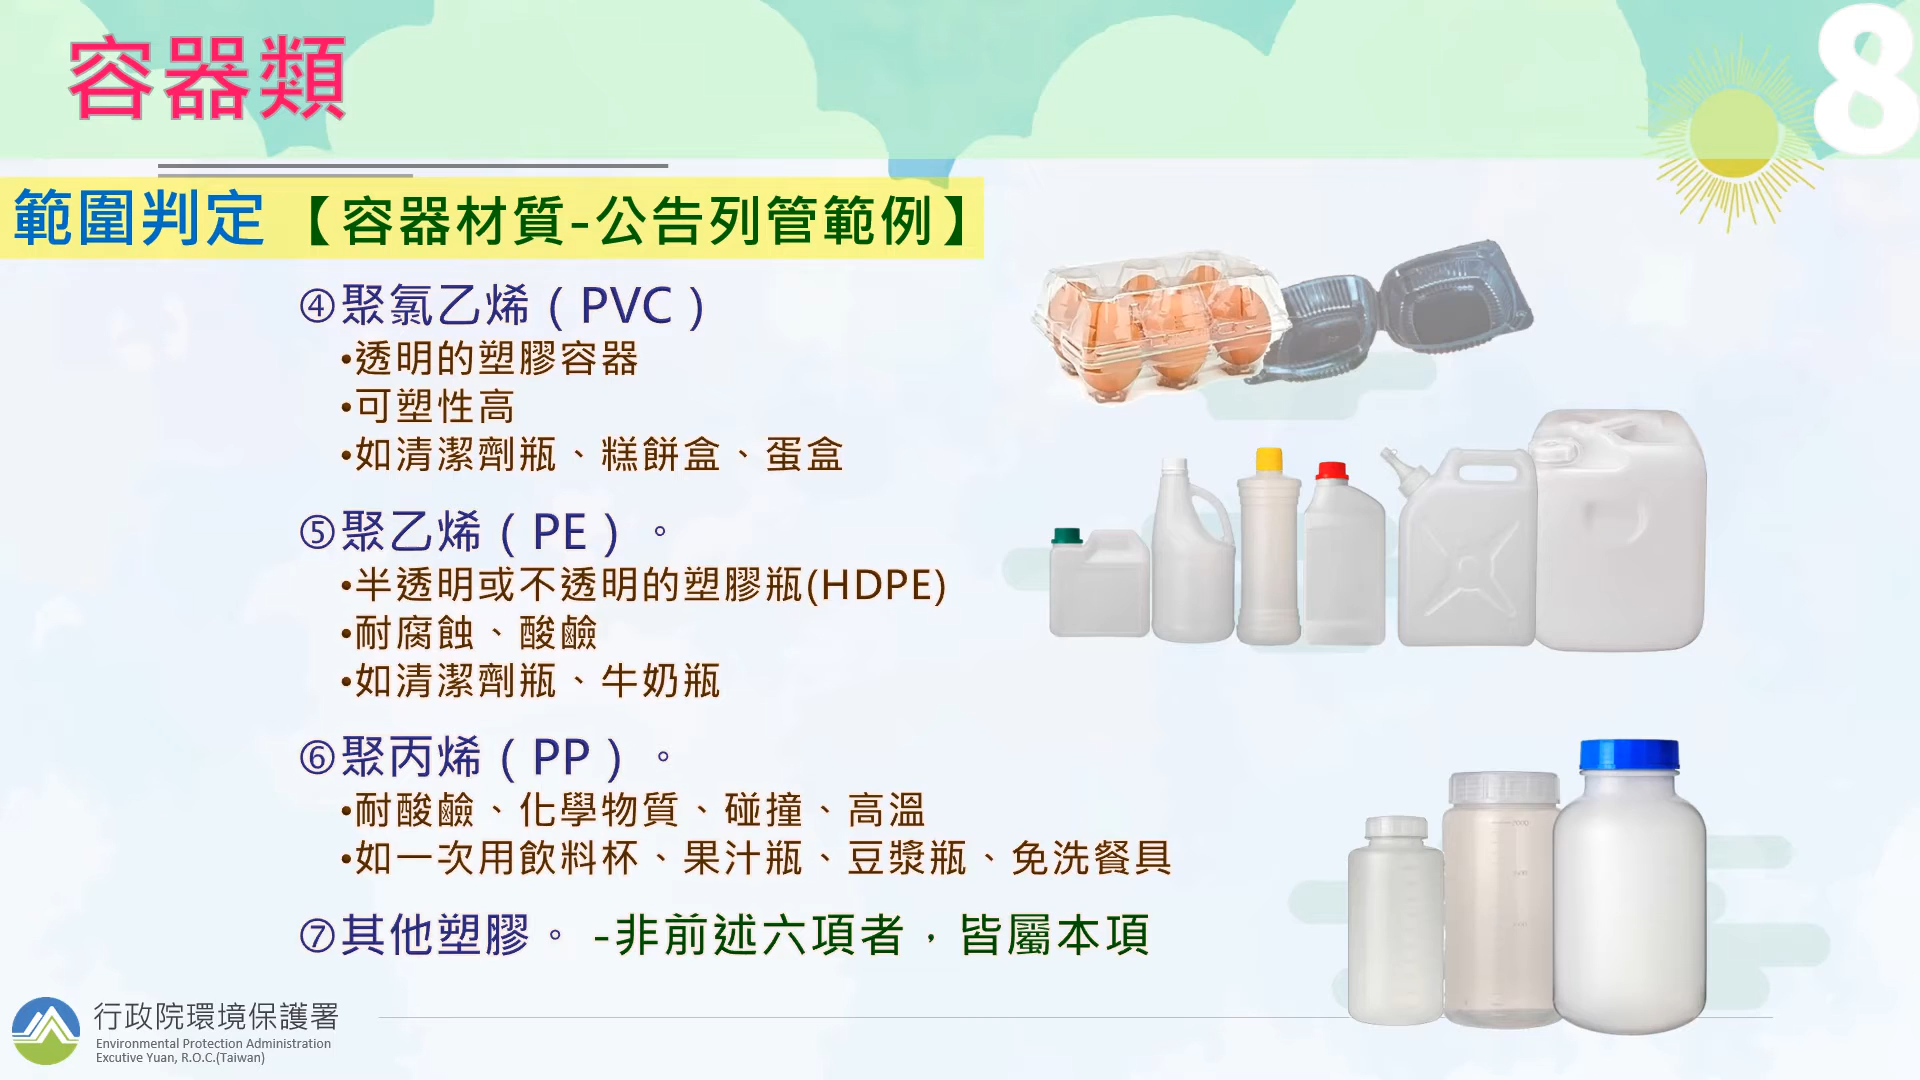 容器類
8
範圍判定【容器材質-公告列管範例】
④聚氯乙烯（PVC）
•透明的塑膠容器
•可塑性高
•如清潔劑瓶、糕餅盒、蛋盒
⑤聚乙烯（PE）。
•半透明或不透明的塑膠瓶(HDPE)
•耐腐蝕、酸鹼
•如清潔劑瓶、牛奶瓶
⑥聚丙烯（PP）。
•耐酸鹼、化學物質、碰撞、高溫
•如一次用飲料杯、果汁瓶、豆漿瓶、免洗餐具
⑦其他塑膠。-非前述六項者，皆屬本項
行政院環境保護署
Environmental Protection Administration
Excutive Yuan, R.O.C.(Taiwan)